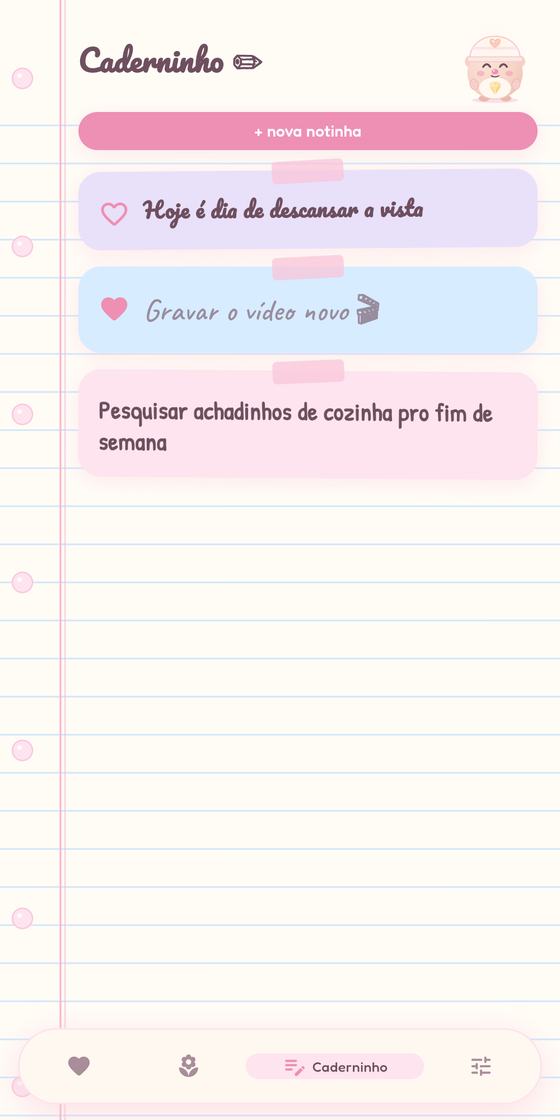 Caderninho ✏
+ nova notinha
Hoje é dia de descansar a vista
Gravar o vídeo novo 🎬
Pesquisar achadinhos de cozinha pro fim de
semana
Caderninho